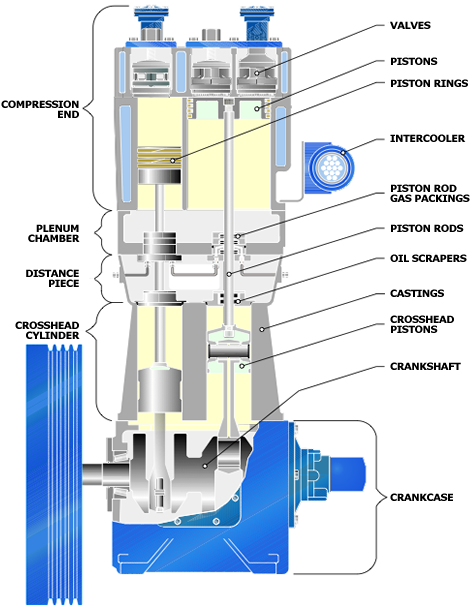 VALVES
PISTONS
PISTON RINGS
COMPRESSION
END
INTERCOOLER
PISTON ROD
GAS PACKINGS
PLENUM
CHAMBER
PISTON RODS
OIL SCRAPERS
DISTANCE
PIECE
CASTINGS
CROSSHEAD
CYLINDER
CROSSHEAD
PISTONS
CRANKSHAFT
CRANKCASE